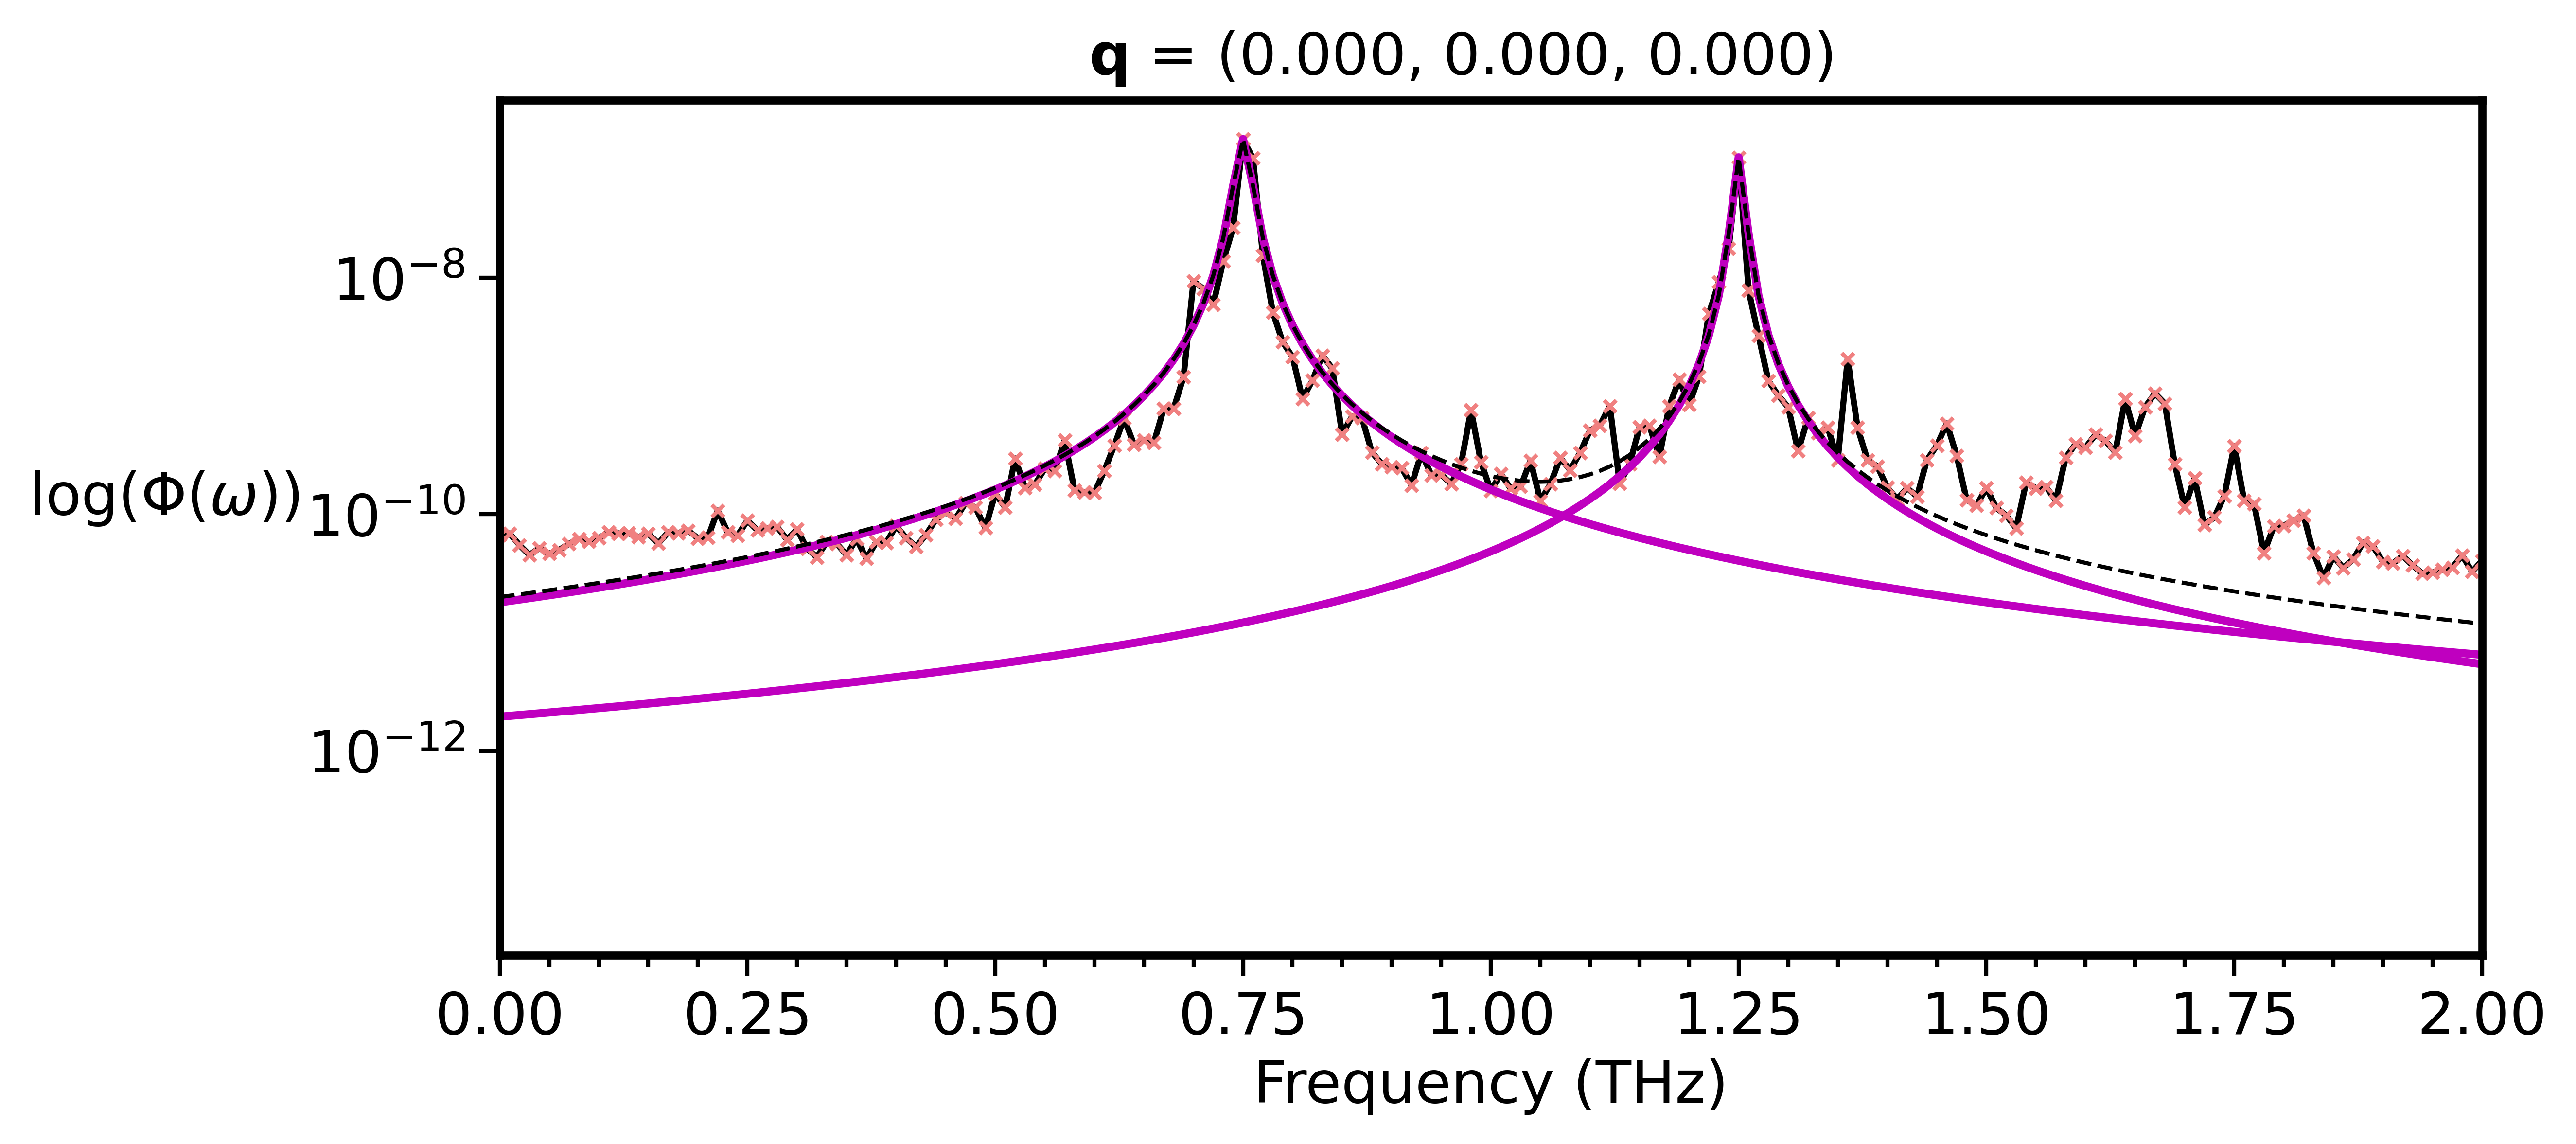 q = (0.000, 0.000, 0.000)
10⁻⁸
log(Φ(ω))
10⁻¹⁰
10⁻¹²
0.00 0.25 0.50 0.75 1.00 1.25 1.50 1.75 2.00
Frequency (THz)